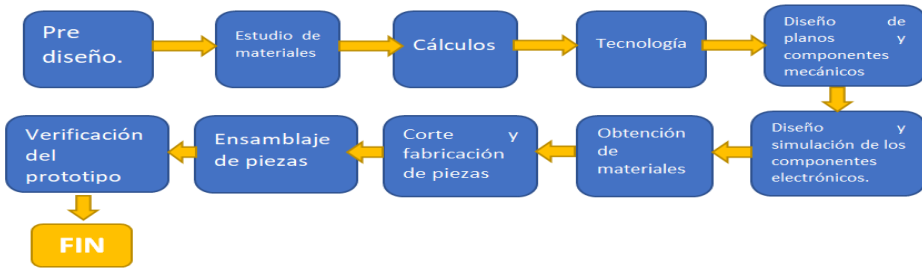 Pre
diseño.
Estudio de
materiales
Cálculos
Tecnología
Diseño de
planos y
componentes
mecánicos
Diseño y
simulación de los
componentes
electrónicos.
Obtención
de
materiales
Corte y
fabricación
de piezas
Ensamblaje
de piezas
Verificación
del
prototipo
FIN